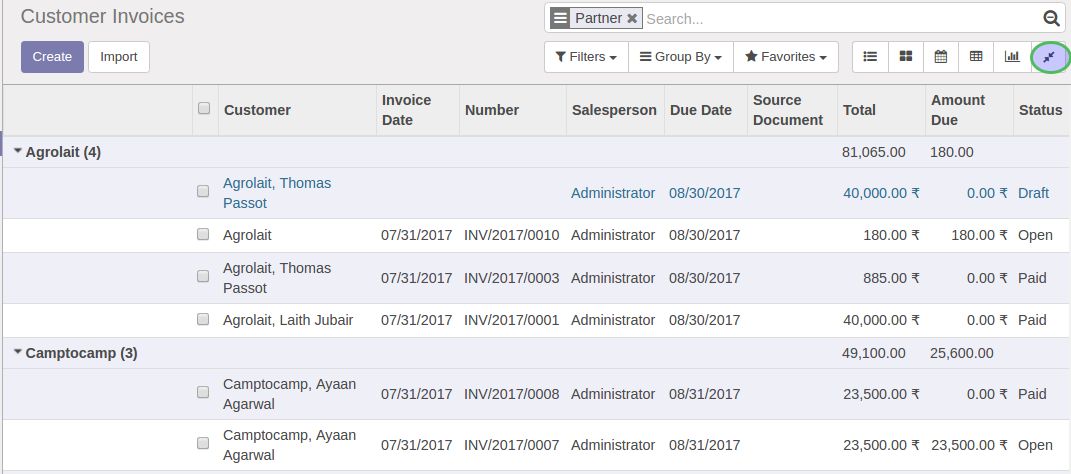 Customer Invoices
Partner Search...
Create Import
Filters Group By Favorites
Customer Invoice Date Number Salesperson Due Date Source Document Total Amount Due Status
Agrolait (4) 81,065.00 180.00
Agrolait, Thomas Passot Administrator 08/30/2017 40,000.00 ₹ 0.00 ₹ Draft
Agrolait 07/31/2017 INV/2017/0010 Administrator 08/30/2017 180.00 ₹ 180.00 ₹ Open
Agrolait, Thomas Passot 07/31/2017 INV/2017/0003 Administrator 08/30/2017 885.00 ₹ 0.00 ₹ Paid
Agrolait, Laith Jubair 07/31/2017 INV/2017/0001 Administrator 08/30/2017 40,000.00 ₹ 0.00 ₹ Paid
Camptocamp (3) 49,100.00 25,600.00
Camptocamp, Ayaan Agarwal 07/31/2017 INV/2017/0008 Administrator 08/31/2017 23,500.00 ₹ 0.00 ₹ Paid
Camptocamp, Ayaan Agarwal 07/31/2017 INV/2017/0007 Administrator 08/31/2017 23,500.00 ₹ 23,500.00 ₹ Open